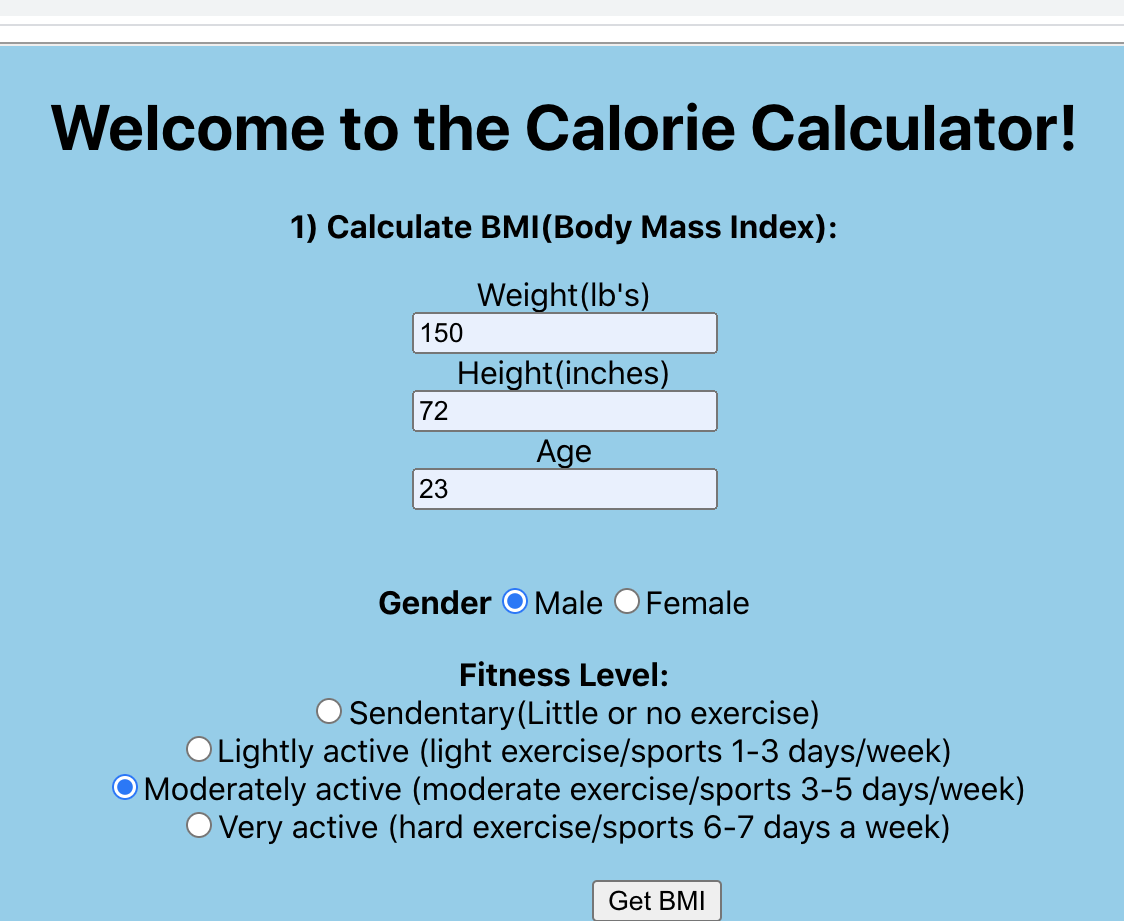 Welcome to the Calorie Calculator!
1) Calculate BMI(Body Mass Index):
Weight(lb's)
150
Height(inches)
72
Age
23
Gender Male Female
Fitness Level:
Sendentary(Little or no exercise)
Lightly active (light exercise/sports 1-3 days/week)
Moderately active (moderate exercise/sports 3-5 days/week)
Very active (hard exercise/sports 6-7 days a week)
Get BMI